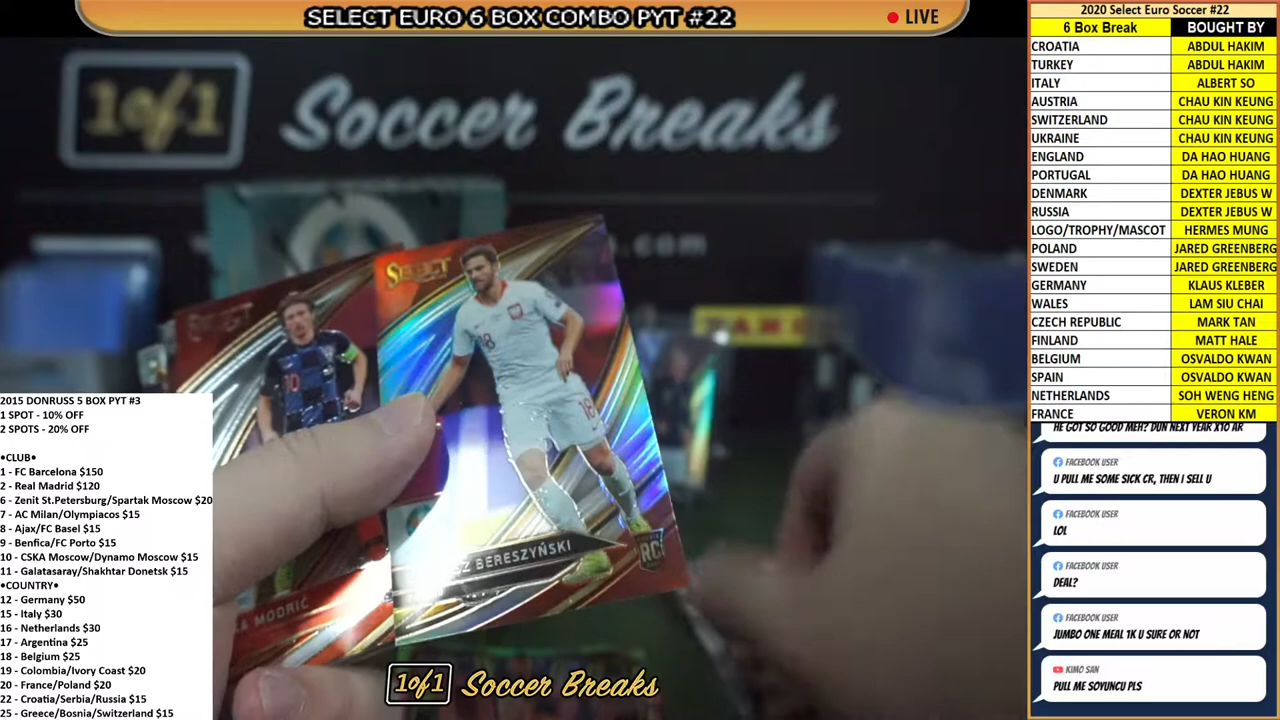 SELECT EURO 6 BOX COMBO PYT #22
LIVE
1of1 Soccer Breaks
.com
SELECT
SELECT
10
18
18
BERESZYŃSKI
RC
MODRIĆ
1of1 Soccer Breaks
2015 DONRUSS 5 BOX PYT #3
1 SPOT - 10% OFF
2 SPOTS - 20% OFF
•CLUB•
1 - FC Barcelona $150
2 - Real Madrid $120
6 - Zenit St.Petersburg/Spartak Moscow $20
7 - AC Milan/Olympiacos $15
8 - Ajax/FC Basel $15
9 - Benfica/FC Porto $15
10 - CSKA Moscow/Dynamo Moscow $15
11 - Galatasaray/Shakhtar Donetsk $15
•COUNTRY•
12 - Germany $50
15 - Italy $30
16 - Netherlands $30
17 - Argentina $25
18 - Belgium $25
19 - Colombia/Ivory Coast $20
20 - France/Poland $20
22 - Croatia/Serbia/Russia $15
25 - Greece/Bosnia/Switzerland $15
2020 Select Euro Soccer #22
6 Box Break BOUGHT BY
CROATIA ABDUL HAKIM
TURKEY ABDUL HAKIM
ITALY ALBERT SO
AUSTRIA CHAU KIN KEUNG
SWITZERLAND CHAU KIN KEUNG
UKRAINE CHAU KIN KEUNG
ENGLAND DA HAO HUANG
PORTUGAL DA HAO HUANG
DENMARK DEXTER JEBUS W
RUSSIA DEXTER JEBUS W
LOGO/TROPHY/MASCOT HERMES MUNG
POLAND JARED GREENBERG
SWEDEN JARED GREENBERG
GERMANY KLAUS KLEBER
WALES LAM SIU CHAI
CZECH REPUBLIC MARK TAN
FINLAND MATT HALE
BELGIUM OSVALDO KWAN
SPAIN OSVALDO KWAN
NETHERLANDS SOH WENG HENG
FRANCE VERON KM
HE GOT SO GOOD MEH? DUN NEXT YEAR X10 AR
FACEBOOK USER
U PULL ME SOME SICK CR, THEN I SELL U
FACEBOOK USER
LOL
FACEBOOK USER
DEAL?
FACEBOOK USER
JUMBO ONE MEAL 1K U SURE OR NOT
KIMO SAN
PULL ME SOYUNCU PLS